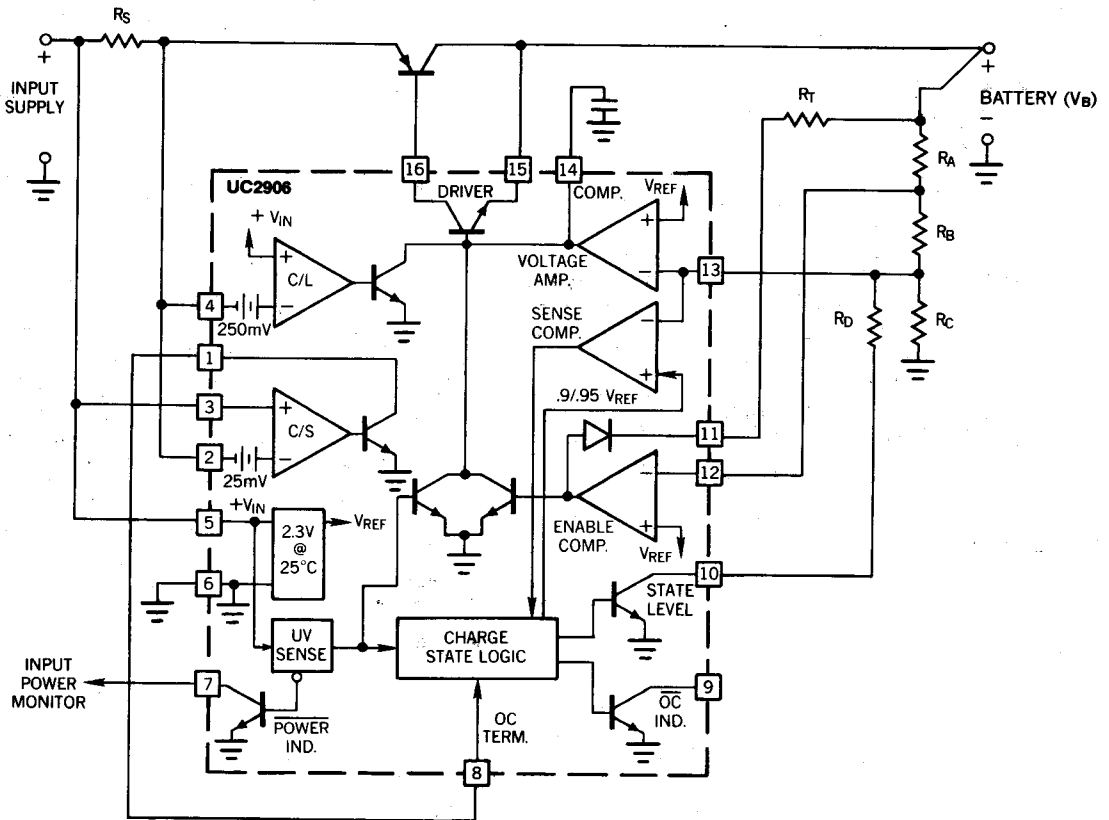 RS
+
INPUT
SUPPLY
+
BATTERY (VB)
−
RT
RA
RB
RC
RD
16
15
14
UC2906
DRIVER
COMP.
VREF
+ VIN
+
C/L
−
+
VOLTAGE
AMP.
−
13
4
250mV
SENSE
COMP.
−
+
1
.9/.95 VREF
3
+
C/S
−
11
2
25mV
12
−
+VIN
5
2.3V
@
25°C
VREF
ENABLE
COMP.
+
VREF
6
10
STATE
LEVEL
UV
SENSE
CHARGE
STATE LOGIC
INPUT
POWER
MONITOR
7
9
OC
IND.
POWER
IND.
OC
TERM.
8